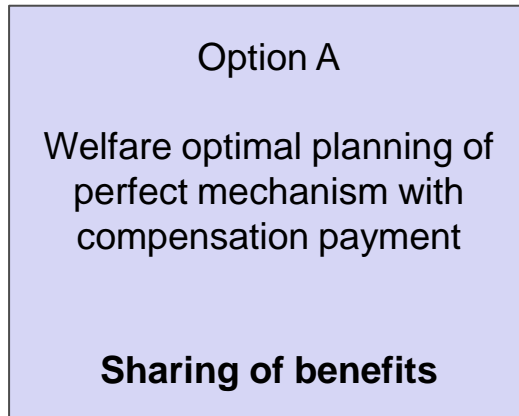 Option A
Welfare optimal planning of
perfect mechanism with
compensation payment
Sharing of benefits